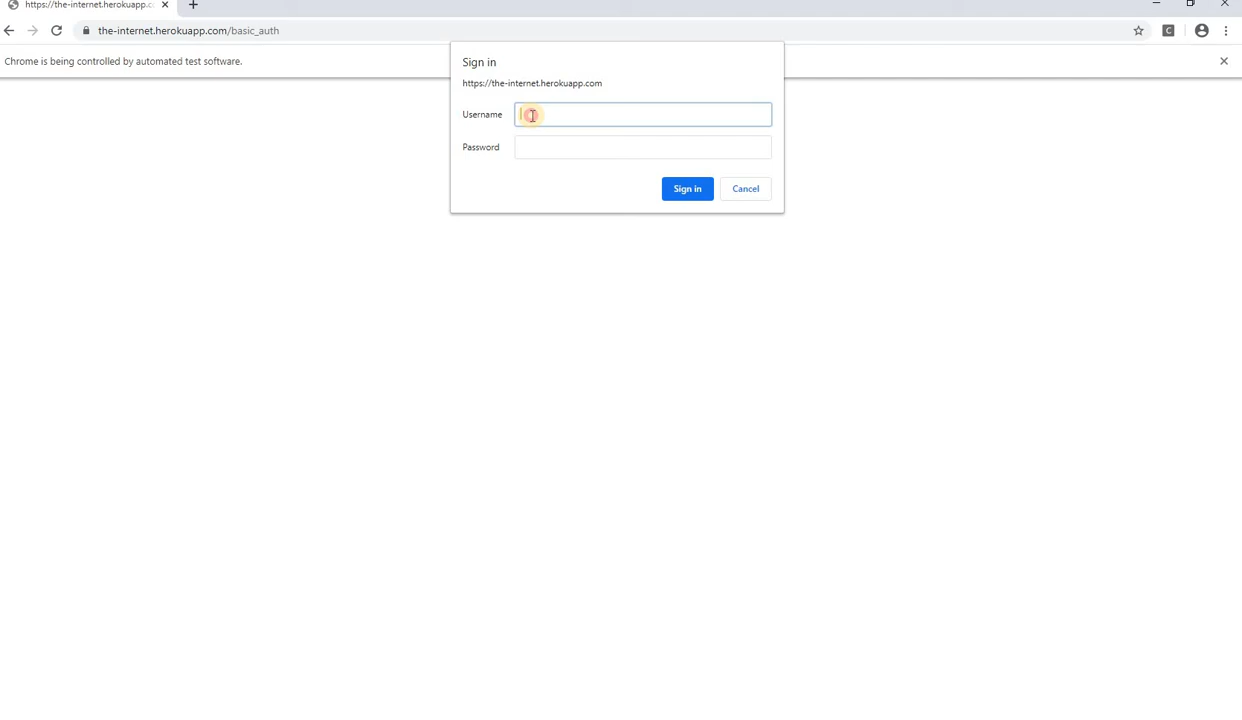 https://the-internet.herokuapp.c
the-internet.herokuapp.com/basic_auth
Chrome is being controlled by automated test software.
Sign in
https://the-internet.herokuapp.com
Username
Password
Sign in
Cancel
C